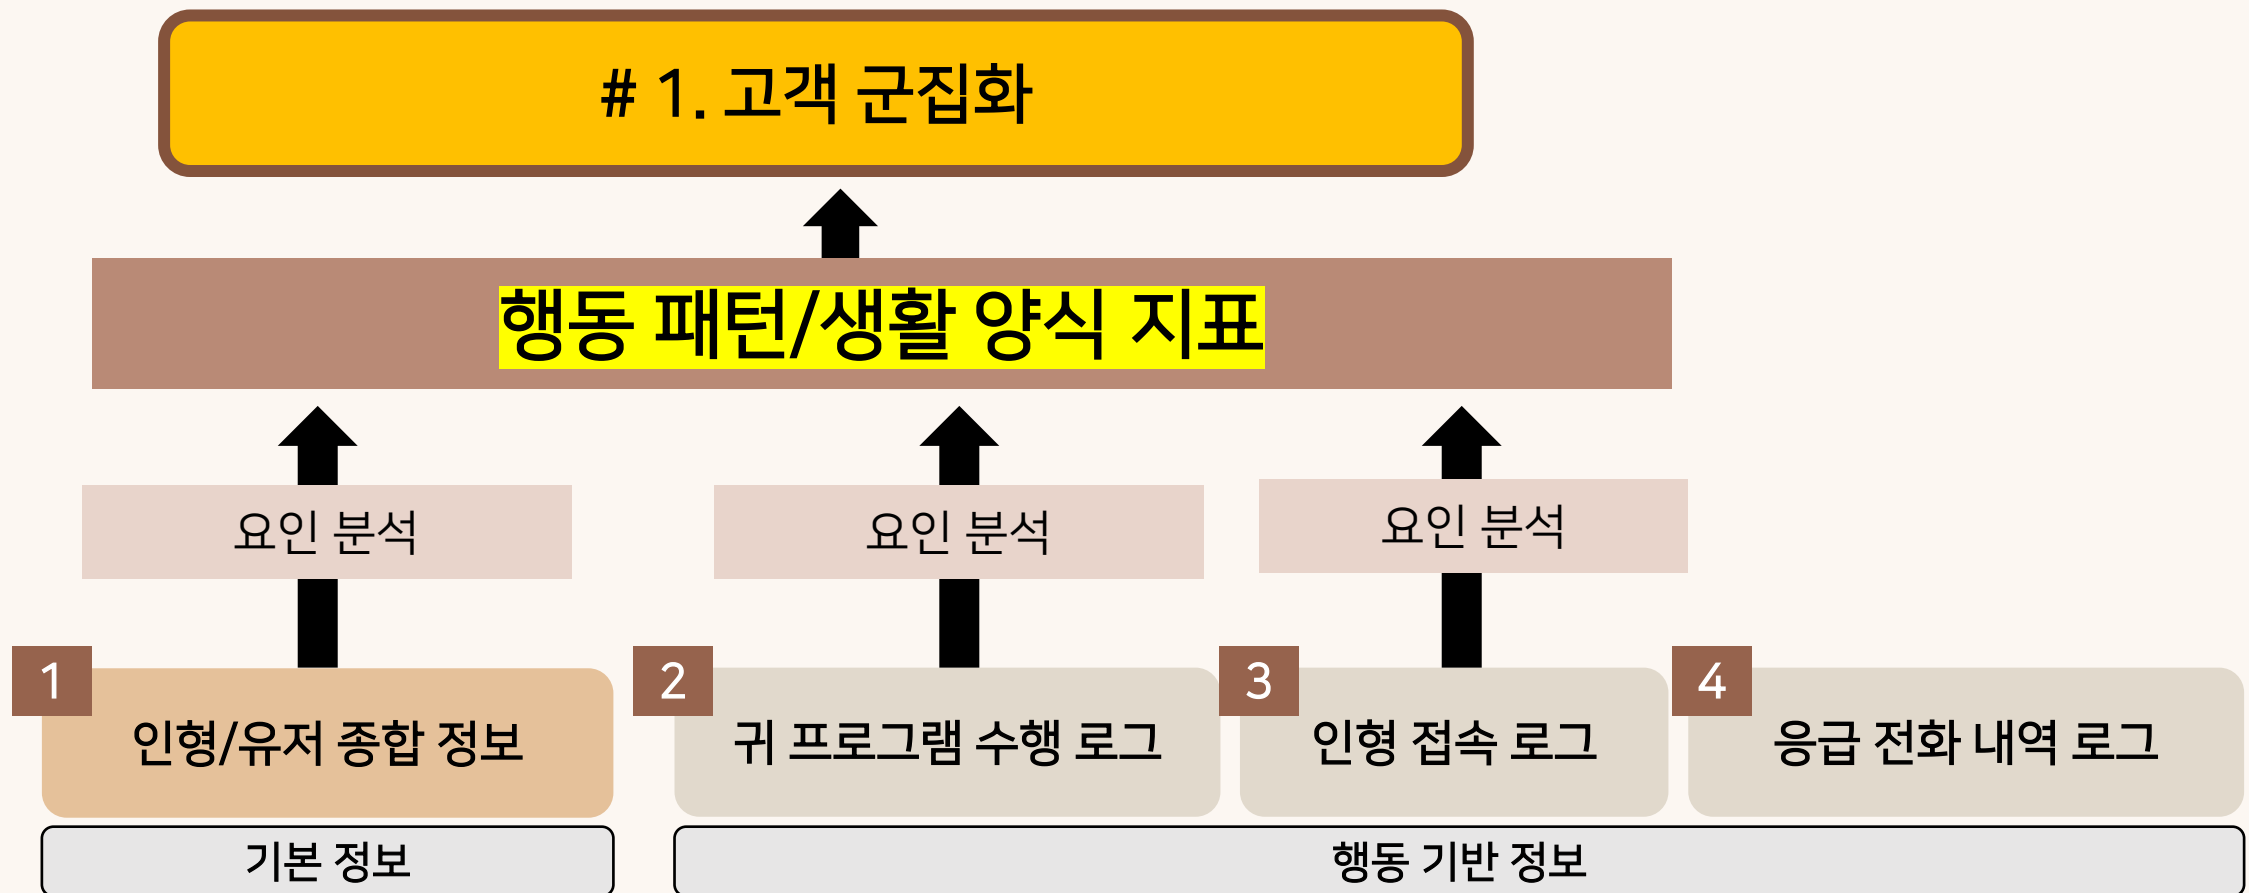 # 1. 고객 군집화
행동 패턴/생활 양식 지표
요인 분석
요인 분석
요인 분석
1
인형/유저 종합 정보
2
귀 프로그램 수행 로그
3
인형 접속 로그
4
응급 전화 내역 로그
기본 정보
행동 기반 정보